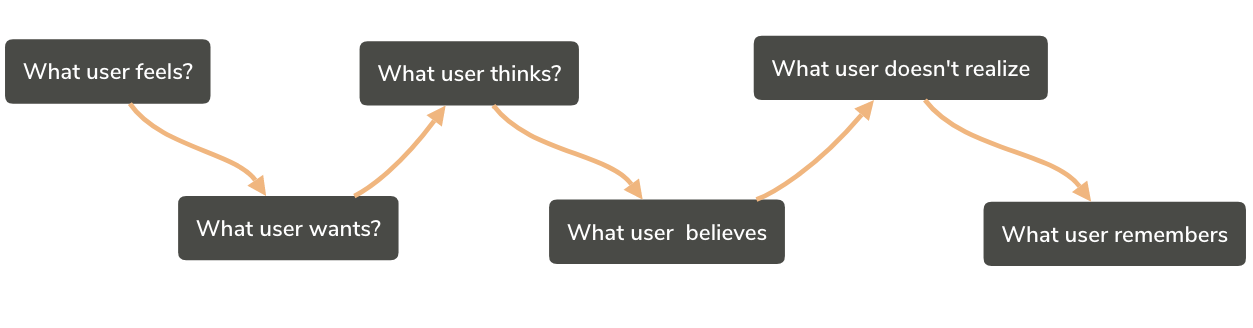 What user feels?
What user wants?
What user thinks?
What user  believes
What user doesn't realize
What user remembers